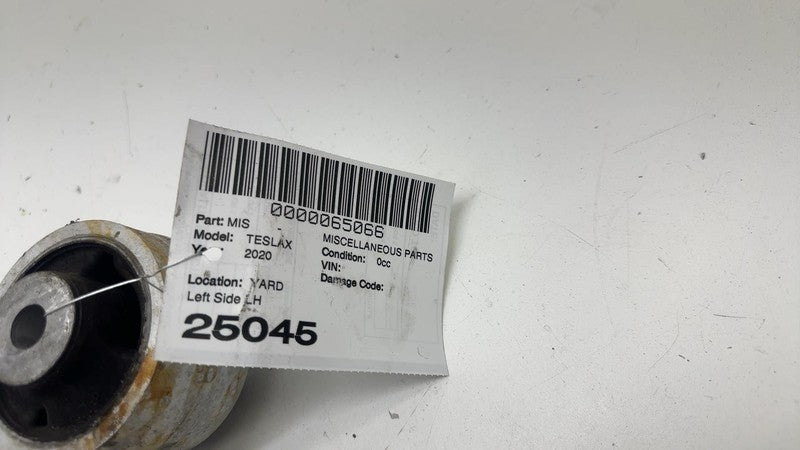 0000065066
Part: MIS MISCELLANEOUS PARTS
Model: TESLAX Condition: 0cc
2020 VIN:
Location: YARD Damage Code:
Left Side LH
25045